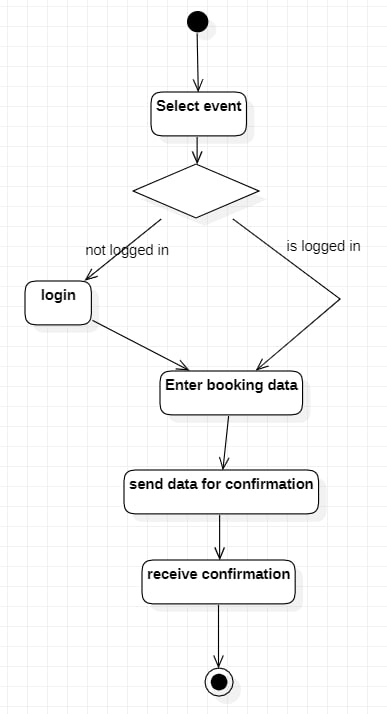 Select event
not logged in
is logged in
login
Enter booking data
send data for confirmation
receive confirmation